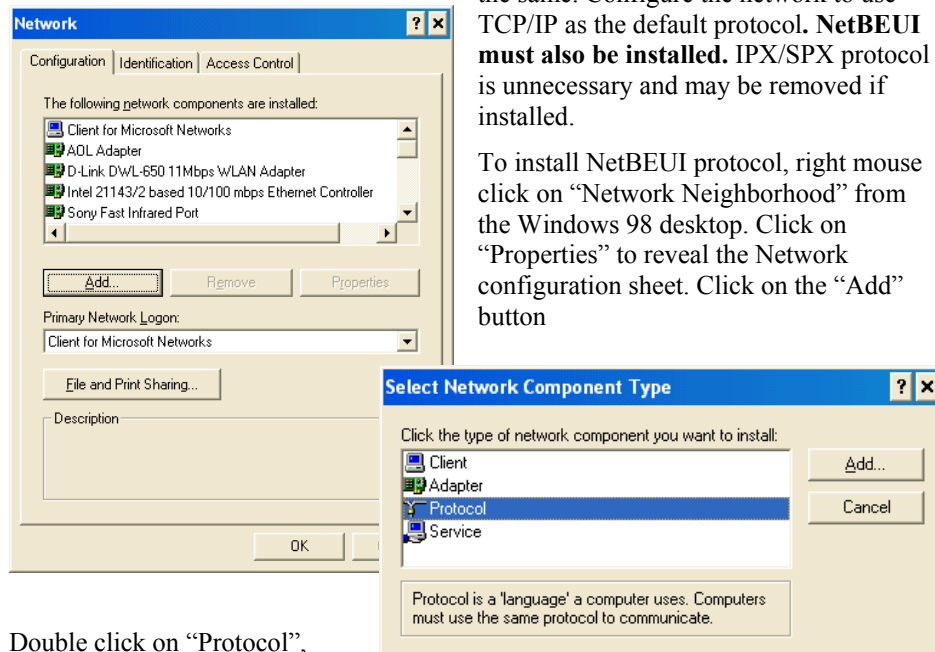 the same. Configure the network to use
TCP/IP as the default protocol. NetBEUI
must also be installed. IPX/SPX protocol
is unnecessary and may be removed if
installed.
To install NetBEUI protocol, right mouse
click on “Network Neighborhood” from
the Windows 98 desktop. Click on
“Properties” to reveal the Network
configuration sheet. Click on the “Add”
button
Network
Configuration
Identification
Access Control
The following network components are installed:
Client for Microsoft Networks
AOL Adapter
D-Link DWL-650 11Mbps WLAN Adapter
Intel 21143/2 based 10/100 mbps Ethernet Controller
Sony Fast Infrared Port
Add...
Remove
Properties
Primary Network Logon:
Client for Microsoft Networks
File and Print Sharing...
Description
OK
Select Network Component Type
Click the type of network component you want to install:
Client
Adapter
Protocol
Service
Add...
Cancel
Protocol is a 'language' a computer uses. Computers
must use the same protocol to communicate.
Double click on “Protocol”,